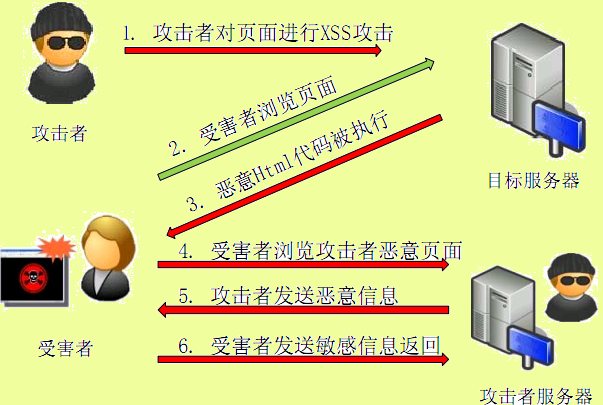 1. 攻击者对页面进行XSS攻击
攻击者
2. 受害者浏览页面
3. 恶意Html代码被执行
目标服务器
4. 受害者浏览攻击者恶意页面
5. 攻击者发送恶意信息
受害者
6. 受害者发送敏感信息返回
攻击者服务器